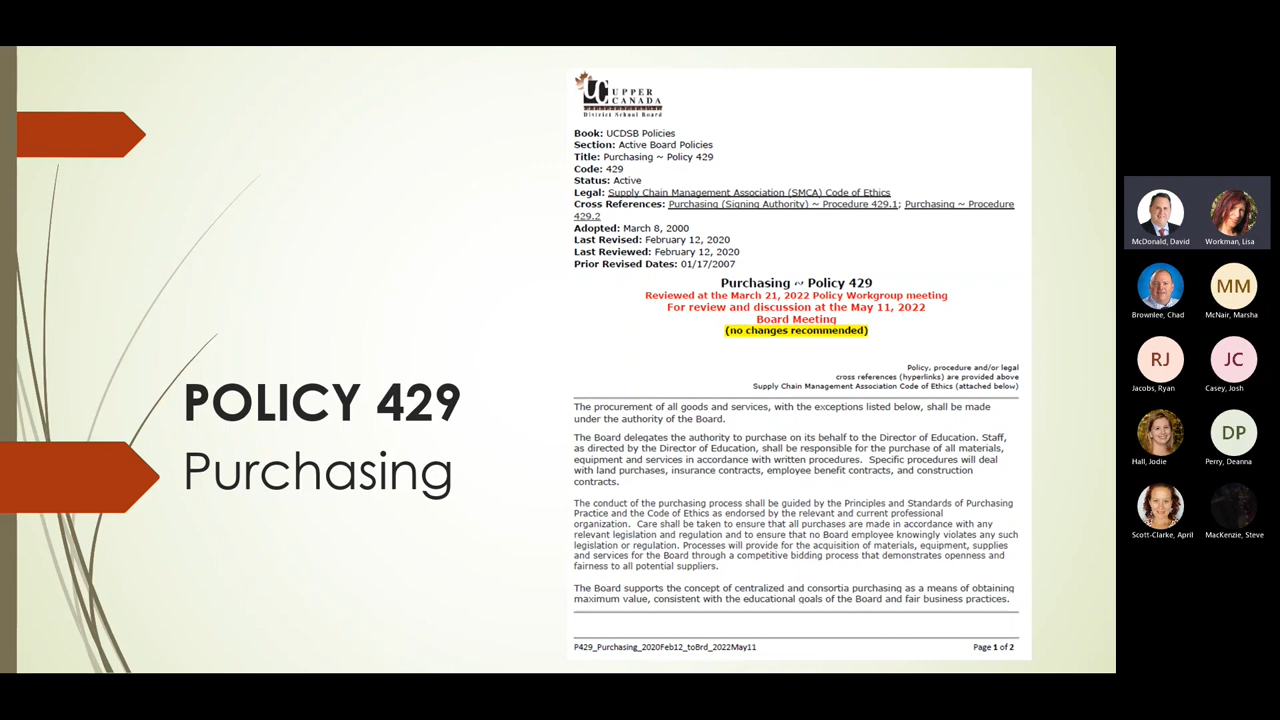 POLICY 429
Purchasing
UC UPPER
CANADA
District School Board
Book: UCDSB Policies
Section: Active Board Policies
Title: Purchasing ~ Policy 429
Code: 429
Status: Active
Legal: Supply Chain Management Association (SMCA) Code of Ethics
Cross References: Purchasing (Signing Authority) ~ Procedure 429.1; Purchasing ~ Procedure
429.2
Adopted: March 8, 2000
Last Revised: February 12, 2020
Last Reviewed: February 12, 2020
Prior Revised Dates: 01/17/2007
Purchasing ~ Policy 429
Reviewed at the March 21, 2022 Policy Workgroup meeting
For review and discussion at the May 11, 2022
Board Meeting
(no changes recommended)
Policy, procedure and/or legal
cross references (hyperlinks) are provided above
Supply Chain Management Association Code of Ethics (attached below)
The procurement of all goods and services, with the exceptions listed below, shall be made
under the authority of the Board.
The Board delegates the authority to purchase on its behalf to the Director of Education. Staff,
as directed by the Director of Education, shall be responsible for the purchase of all materials,
equipment and services in accordance with written procedures. Specific procedures will deal
with land purchases, insurance contracts, employee benefit contracts, and construction
contracts.
The conduct of the purchasing process shall be guided by the Principles and Standards of Purchasing
Practice and the Code of Ethics as endorsed by the relevant and current professional
organization. Care shall be taken to ensure that all purchases are made in accordance with any
relevant legislation and regulation and to ensure that no Board employee knowingly violates any such
legislation or regulation. Processes will provide for the acquisition of materials, equipment, supplies
and services for the Board through a competitive bidding process that demonstrates openness and
fairness to all potential suppliers.
The Board supports the concept of centralized and consortia purchasing as a means of obtaining
maximum value, consistent with the educational goals of the Board and fair business practices.
P429_Purchasing_2020Feb12_toBrd_2022May11 Page 1 of 2
McDonald, David Workman, Lisa
MM
Brownlee, Chad McNair, Marsha
RJ JC
Jacobs, Ryan Casey, Josh
DP
Hall, Jodie Perry, Deanna
Scott-Clarke, April MacKenzie, Steve